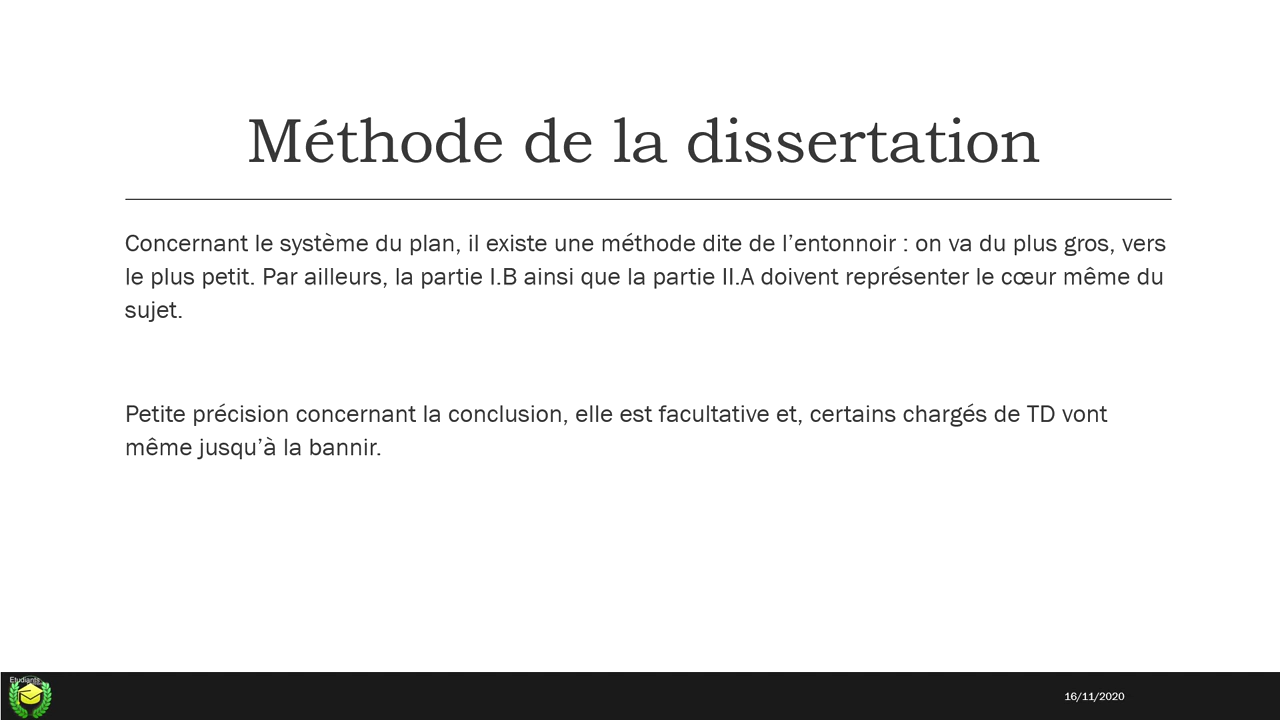 Méthode de la dissertation
Concernant le système du plan, il existe une méthode dite de l’entonnoir : on va du plus gros, vers
le plus petit. Par ailleurs, la partie I.B ainsi que la partie II.A doivent représenter le cœur même du
sujet.
Petite précision concernant la conclusion, elle est facultative et, certains chargés de TD vont
même jusqu’à la bannir.
Etudiants
16/11/2020